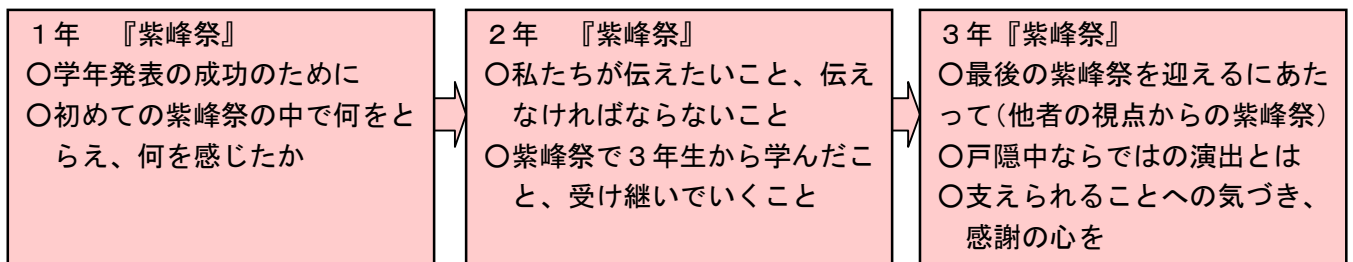 １年　『紫峰祭』
〇学年発表の成功のために
〇初めての紫峰祭の中で何をと
らえ、何を感じたか
２年　『紫峰祭』
〇私たちが伝えたいこと、伝え
なければならないこと
〇紫峰祭で３年生から学んだこ
と、受け継いでいくこと
３年『紫峰祭』
〇最後の紫峰祭を迎えるにあた
って（他者の視点からの紫峰祭）
〇戸隠中ならではの演出とは
〇支えられることへの気づき、
感謝の心を